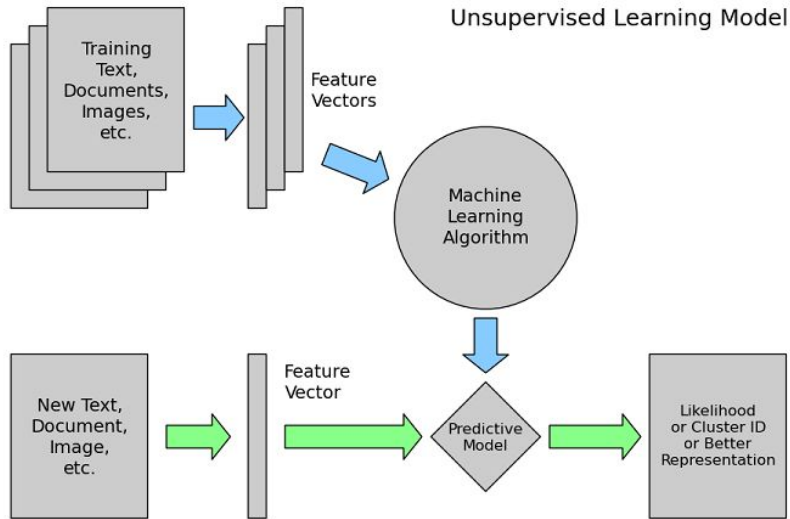 Unsupervised Learning Model
Training
Text,
Documents,
Images,
etc.
Feature
Vectors
Machine
Learning
Algorithm
New Text,
Document,
Image,
etc.
Feature
Vector
Predictive
Model
Likelihood
or Cluster ID
or Better
Representation